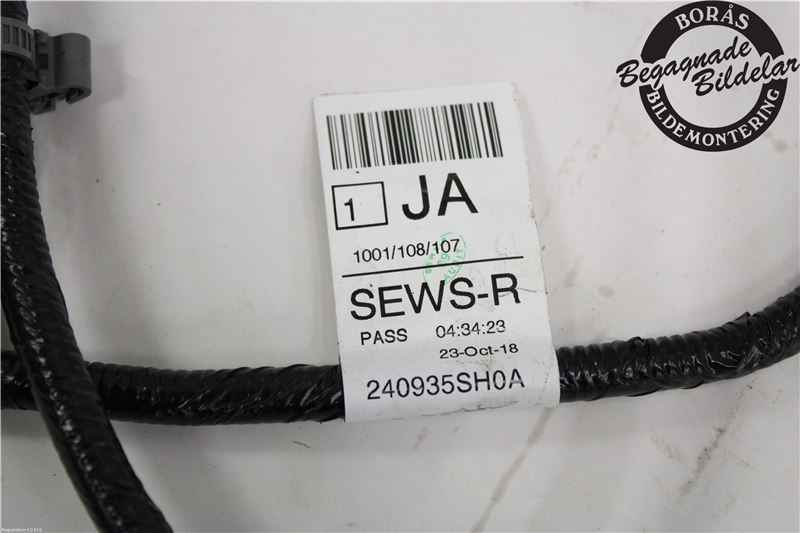 BORÅS
Begagnade
Bildelar
BILDEMONTERING
1 JA
1001/108/107
SEWS-R
PASS 04:34:23
23-Oct-18
240935SH0A